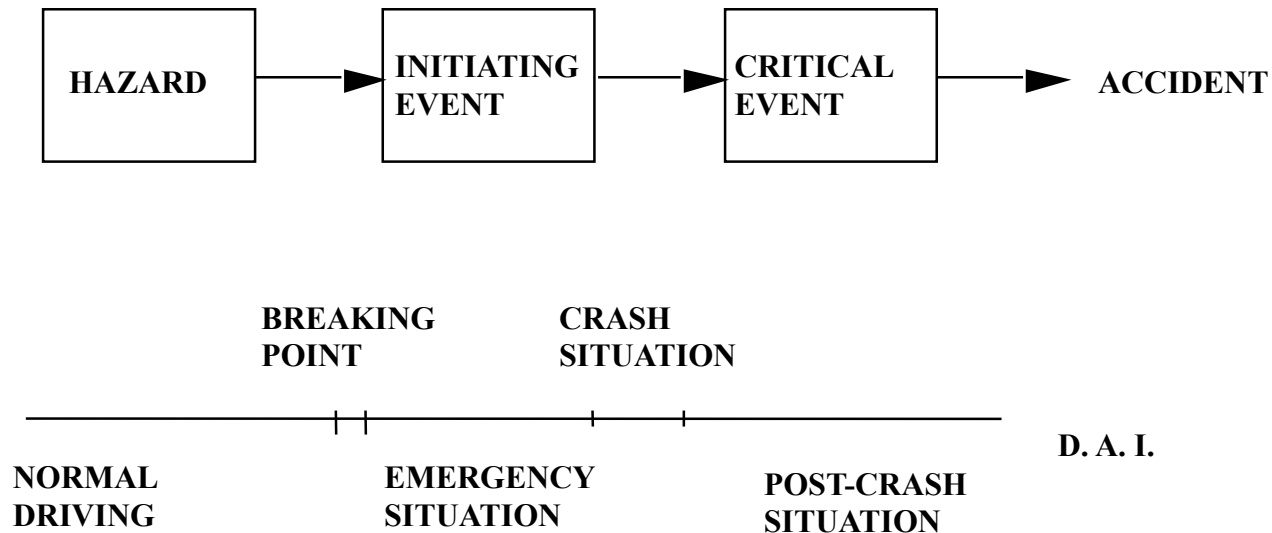 HAZARD
INITIATING
EVENT
CRITICAL
EVENT
ACCIDENT
BREAKING
POINT
CRASH
SITUATION
D. A. I.
NORMAL
DRIVING
EMERGENCY
SITUATION
POST-CRASH
SITUATION